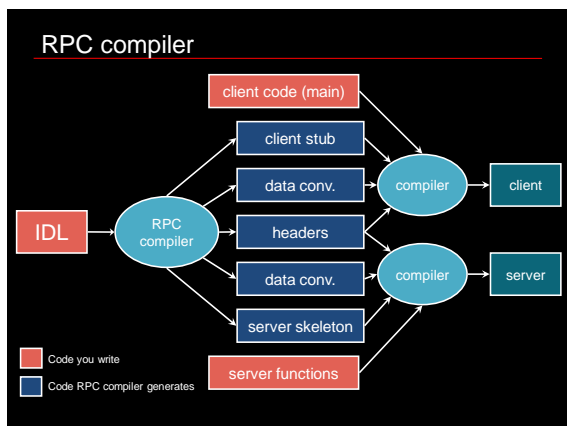 RPC compiler
client code (main)
client stub
data conv.
compiler
client
IDL
RPC
compiler
headers
data conv.
compiler
server
server skeleton
server functions
Code you write
Code RPC compiler generates